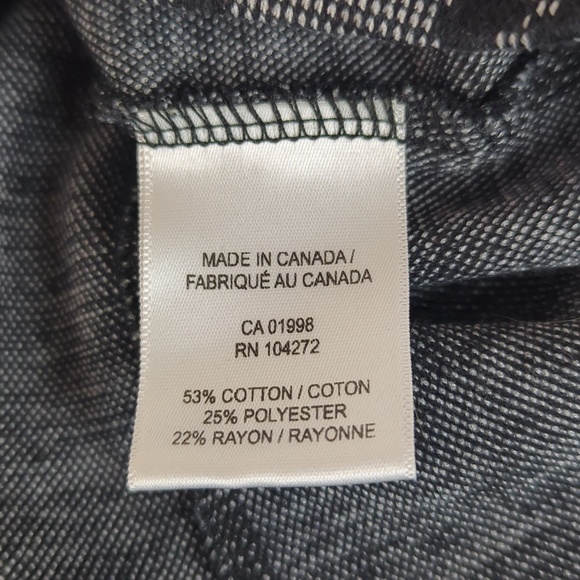 MADE IN CANADA /
FABRIQUÉ AU CANADA
CA 01998
RN 104272
53% COTTON / COTON
25% POLYESTER
22% RAYON / RAYONNE